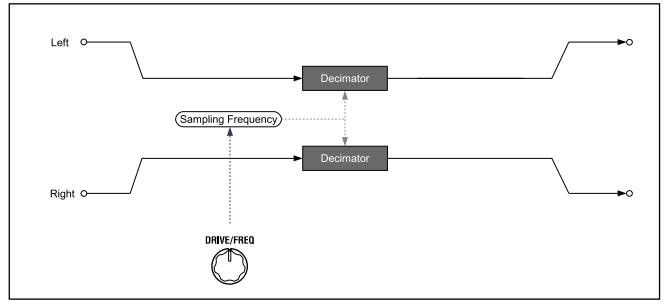 Left
Decimator
Sampling Frequency
Decimator
Right
DRIVE/FREQ